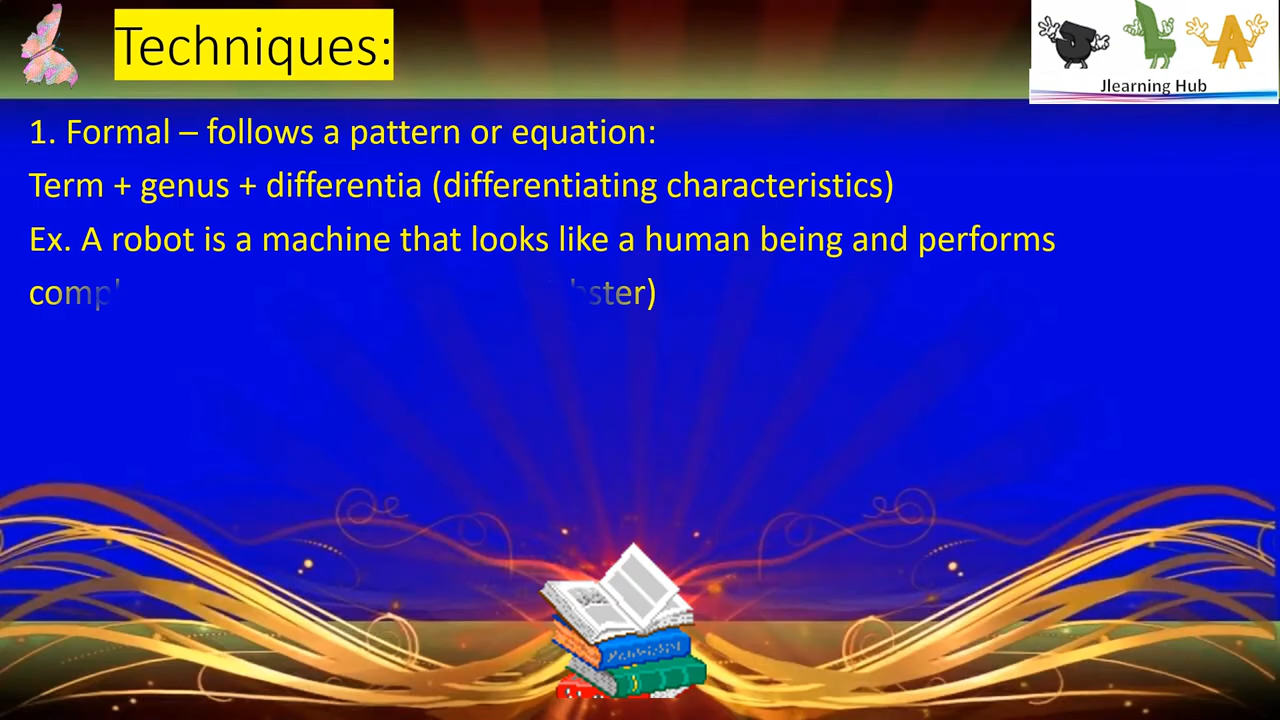 Techniques:
Jlearning Hub
1. Formal – follows a pattern or equation:
Term + genus + differentia (differentiating characteristics)
Ex. A robot is a machine that looks like a human being and performs